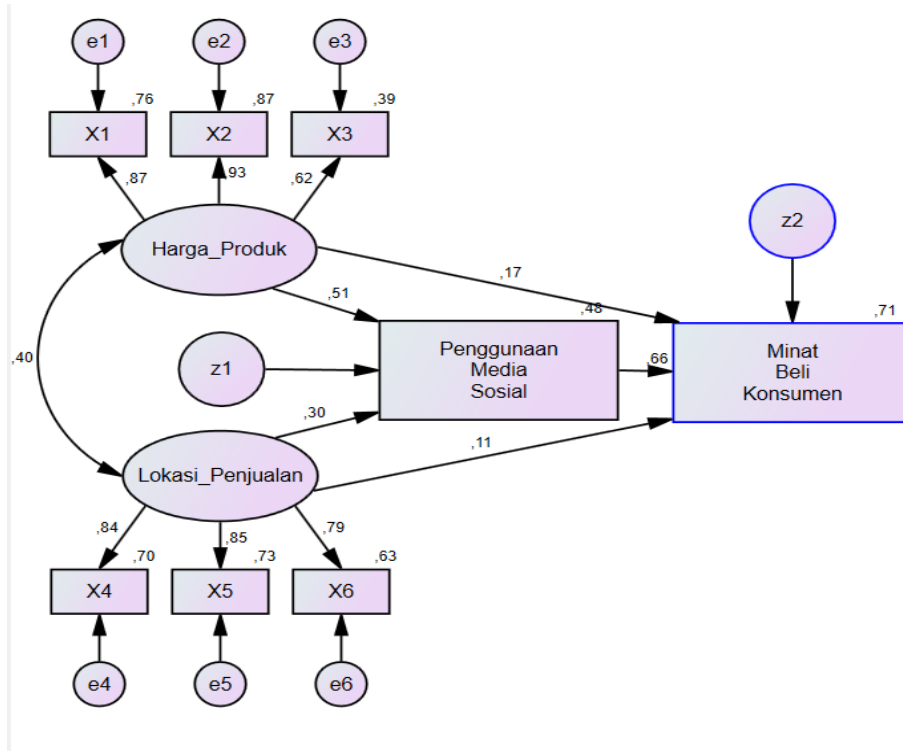 e1
e2
e3
,76
,87
,39
X1
X2
X3
,87
,93
,62
Harga_Produk
z2
,17
,51
,48
,71
,40
z1
Penggunaan
Media
Sosial
,66
Minat
Beli
Konsumen
,30
,11
Lokasi_Penjualan
,84
,85
,79
,70
,73
,63
X4
X5
X6
e4
e5
e6